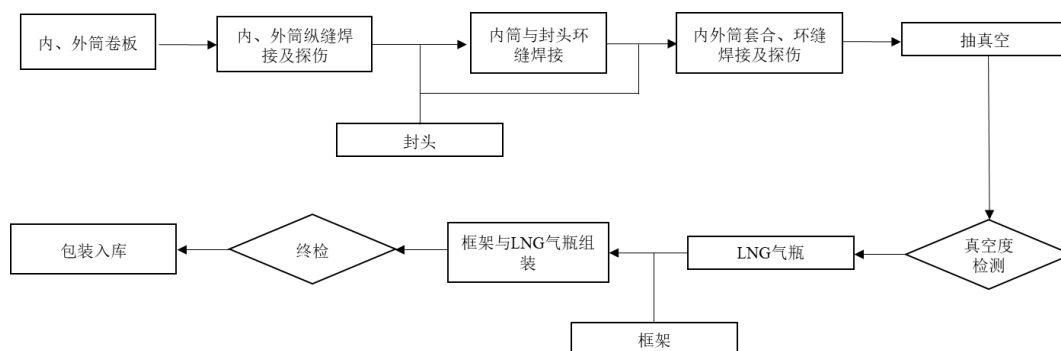 内、外筒卷板
内、外筒纵缝焊
接及探伤
内筒与封头环
缝焊接
内外筒套合、环缝
焊接及探伤
抽真空
封头
包装入库
终检
框架与LNG气瓶组
装
LNG气瓶
真空度
检测
框架